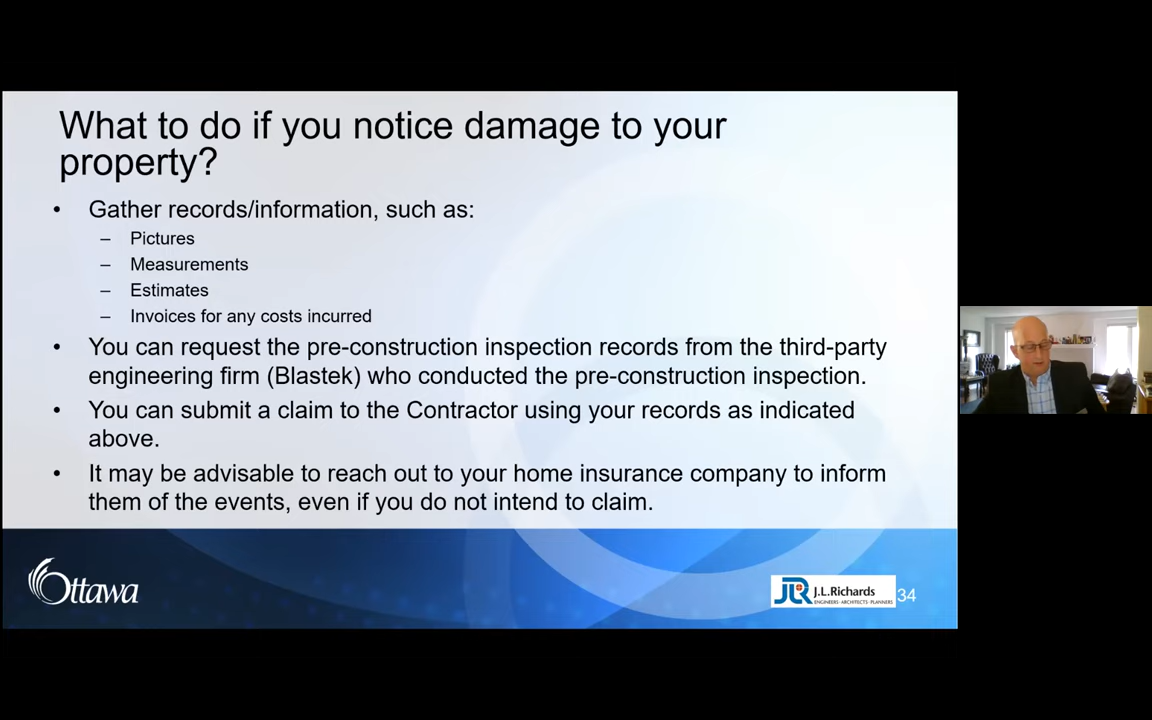 What to do if you notice damage to your
property?
• Gather records/information, such as:
– Pictures
– Measurements
– Estimates
– Invoices for any costs incurred
• You can request the pre-construction inspection records from the third-party
engineering firm (Blastek) who conducted the pre-construction inspection.
• You can submit a claim to the Contractor using your records as indicated
above.
• It may be advisable to reach out to your home insurance company to inform
them of the events, even if you do not intend to claim.
Ottawa
JLR J.L.Richards
ENGINEERS · ARCHITECTS · PLANNERS
34